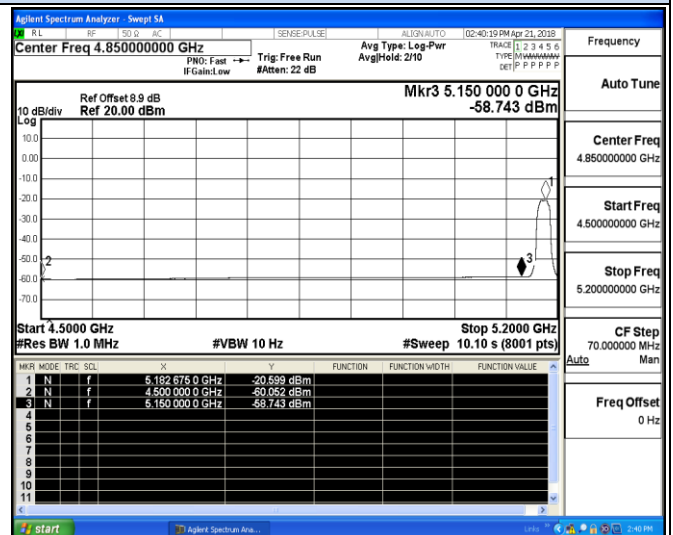 Agilent Spectrum Analyzer - Swept SA
RL RF 50 Ω AC SENSE:PULSE ALIGN AUTO 02:40:19 PM Apr 21, 2018
Center Freq 4.850000000 GHz
PNO: Fast Trig: Free Run
IFGain:Low #Atten: 22 dB
Avg Type: Log-Pwr
Avg|Hold: 2/10
TRACE 1 2 3 4 5 6
TYPE MWWWWW
DET P P P P P P
Frequency
Ref Offset 8.9 dB
10 dB/div Ref 20.00 dBm
Log
Mkr3 5.150 000 0 GHz
-58.743 dBm
Auto Tune
10.0
0.00
-10.0
-20.0
-30.0
-40.0
-50.0
-60.0
-70.0
1
2
3
Center Freq
4.850000000 GHz
Start Freq
4.500000000 GHz
Stop Freq
5.200000000 GHz
Start 4.5000 GHz Stop 5.2000 GHz
#Res BW 1.0 MHz #VBW 10 Hz #Sweep 10.10 s (8001 pts)
CF Step
70.000000 MHz
Auto Man
MKR MODE TRC SCL X Y FUNCTION FUNCTION WIDTH FUNCTION VALUE
1 N f 5.182 675 0 GHz -20.599 dBm
2 N f 4.500 000 0 GHz -60.052 dBm
3 N f 5.150 000 0 GHz -58.743 dBm
4
5
6
7
8
9
10
11
Freq Offset
0 Hz
start Agilent Spectrum Ana... Links » 2:40 PM